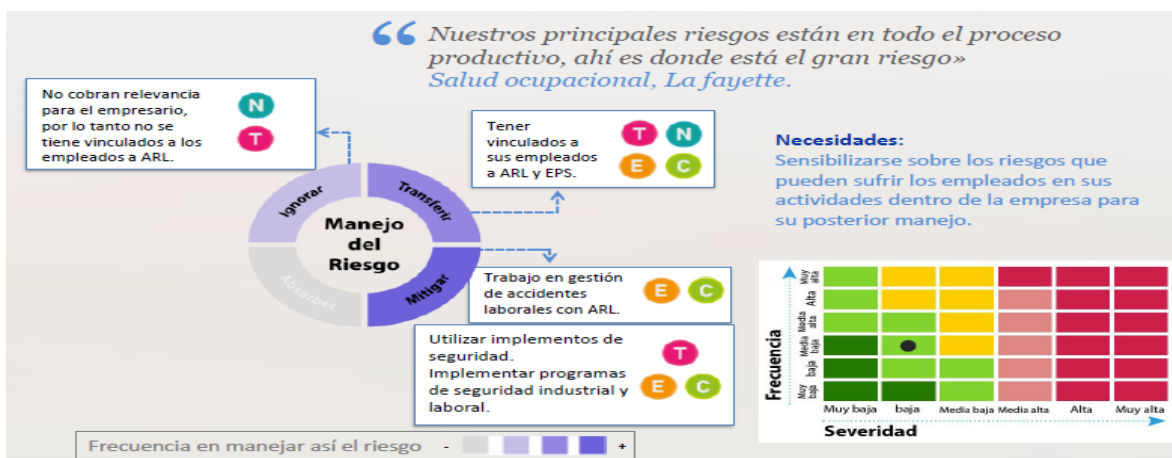 “ Nuestros principales riesgos están en todo el proceso
productivo, ahí es donde está el gran riesgo»
Salud ocupacional, La fayette.
No cobran relevancia
para el empresario,
por lo tanto no se
tiene vinculados a los
empleados a ARL.
N
T
Tener
vinculados a
sus empleados
a ARL y EPS.
T N
E C
Necesidades:
Sensibilizarse sobre los riesgos que
pueden sufrir los empleados en sus
actividades dentro de la empresa para
su posterior manejo.
Ignorar
Transferir
Manejo
del
Riesgo
Absorber
Mitigar
Trabajo en gestión
de accidentes
laborales con ARL.
E C
Utilizar implementos de
seguridad.
Implementar programas
de seguridad industrial y
laboral.
T
E C
Frecuencia
Muy alta
Alta
Media alta
Media baja
baja
Muy baja
Muy baja baja Media baja Media alta Alta Muy alta
Severidad
Frecuencia en manejar así el riesgo - +